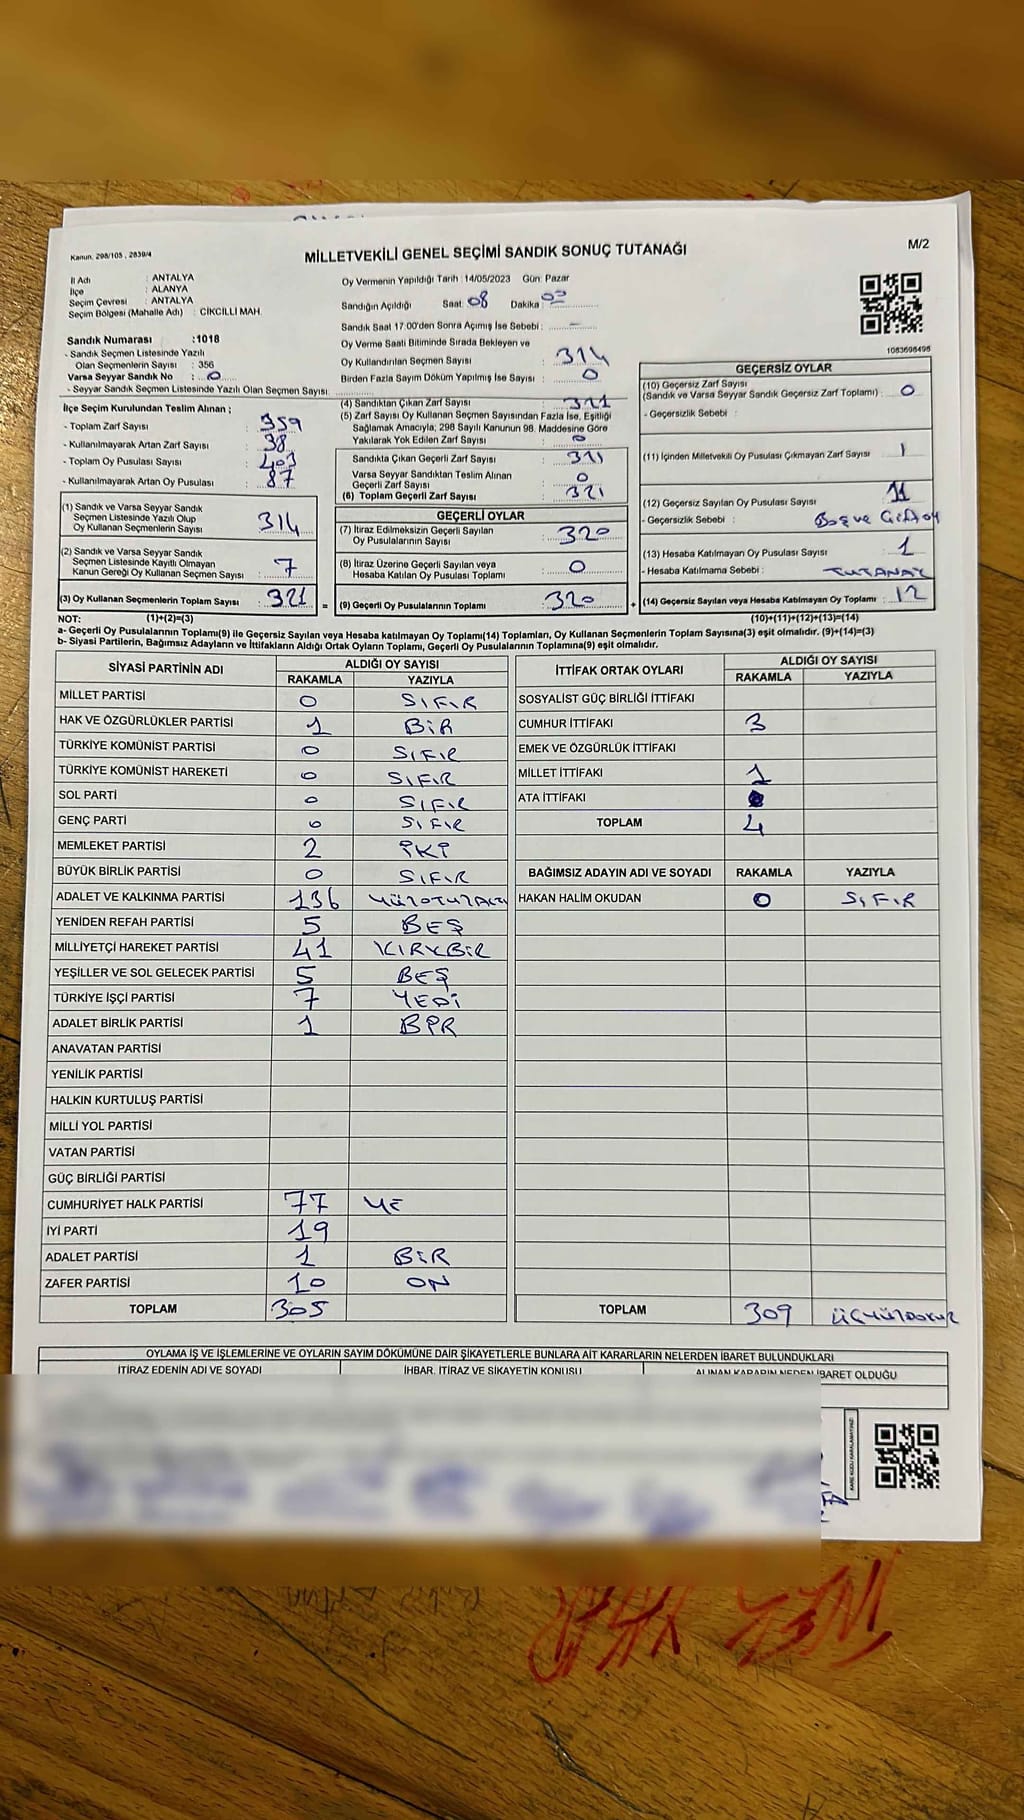 Kanun, 298/105 , 2839/4
MİLLETVEKİLİ GENEL SEÇİMİ SANDIK SONUÇ TUTANAĞI
M/2
İl Adı : ANTALYA
İlçe : ALANYA
Seçim Çevresi : ANTALYA
Seçim Bölgesi (Mahalle Adı) : CİKCİLLİ MAH.
Oy Vermenin Yapıldığı Tarih :14/05/2023 Gün: Pazar
Sandığın Açıldığı Saat: 08 Dakika
Sandık Saat 17:00'den Sonra Açımış İse Sebebi : –
Sandık Numarası :1018
- Sandık Seçmen Listesinde Yazılı
Olan Seçmenlerin Sayısı : 356
Varsa Seyyar Sandık No : 0
- Seyyar Sandık Seçmen Listesinde Yazılı Olan Seçmen Sayısı
Oy Verme Saati Bitiminde Sırada Bekleyen ve
Oy Kullandırılan Seçmen Sayısı : 314
Birden Fazla Sayım Döküm Yapılmış İse Sayısı : 0
1083698496
İlçe Seçim Kurulundan Teslim Alınan ;
- Toplam Zarf Sayısı : 359
- Kullanılmayarak Artan Zarf Sayısı : 38
- Toplam Oy Pusulası Sayısı : 403
- Kullanılmayarak Artan Oy Pusulası : 87
(4) Sandıktan Çıkan Zarf Sayısı : 321
(5) Zarf Sayısı Oy Kullanan Seçmen Sayısından Fazla İse, Eşitliği
Sağlamak Amacıyla; 298 Sayılı Kanunun 98. Maddesine Göre
Yakılarak Yok Edilen Zarf Sayısı : 0
Sandıkta Çıkan Geçerli Zarf Sayısı : 321
Varsa Seyyar Sandıktan Teslim Alınan
Geçerli Zarf Sayısı : 0
(6) Toplam Geçerli Zarf Sayısı : 321
GEÇERSİZ OYLAR
(10) Geçersiz Zarf Sayısı
(Sandık ve Varsa Seyyar Sandık Geçersiz Zarf Toplamı) : 0
- Geçersizlik Sebebi :
(11) İçinden Milletvekili Oy Pusulası Çıkmayan Zarf Sayısı : 1
(12) Geçersiz Sayılan Oy Pusulası Sayısı : 11
- Geçersizlik Sebebi : Boş ve Çift oy
(13) Hesaba Katılmayan Oy Pusulası Sayısı : 1
- Hesaba Katılmama Sebebi : TUTANAK
(14) Geçersiz Sayılan veya Hesaba Katılmayan Oy Toplamı : 12
(1) Sandık ve Varsa Seyyar Sandık
Seçmen Listesinde Yazılı Olup
Oy Kullanan Seçmenlerin Sayısı : 314
(2) Sandık ve Varsa Seyyar Sandık
Seçmen Listesinde Kayıtlı Olmayan
Kanun Gereği Oy Kullanan Seçmen Sayısı : 7
(3) Oy Kullananların Toplam Sayısı : 321 =
GEÇERLİ OYLAR
(7) İtiraz Edilmeksizin Geçerli Sayılan
Oy Pusulalarının Sayısı : 320
(8) İtiraz Üzerine Geçerli Sayılan veya
Hesaba Katılan Oy Pusulası Toplamı : 0
(9) Geçerli Oy Pusulalarının Toplamı : 320 +
NOT: (1)+(2)=(3) (10)+(11)+(12)+(13)=(14)
a- Geçerli Oy Pusulalarının Toplamı(9) ile Geçersiz Sayılan veya Hesaba katılmayan Oy Toplamı(14) Toplamları, Oy Kullanan Seçmenlerin Toplam Sayısına(3) eşit olmalıdır. (9)+(14)=(3)
b- Siyasi Partilerin, Bağımsız Adayların ve İttifakların Aldığı Ortak Oyların Toplamı, Geçerli Oy Pusulalarının Toplamına(9) eşit olmalıdır.
SİYASİ PARTİNİN ADI ALDIĞI OY SAYISI
RAKAMLA YAZIYLA
MİLLET PARTİSİ 0 SIFIR
HAK VE ÖZGÜRLÜKLER PARTİSİ 1 BİR
TÜRKİYE KOMÜNİST PARTİSİ 0 SIFIR
TÜRKİYE KOMÜNİST HAREKETİ 0 SIFIR
SOL PARTİ 0 SIFIR
GENÇ PARTİ 0 SIFIR
MEMLEKET PARTİSİ 2 İKİ
BÜYÜK BİRLİK PARTİSİ 0 SIFIR
ADALET VE KALKINMA PARTİSİ 136 YÜZOTUZALTI
YENİDEN REFAH PARTİSİ 5 BEŞ
MİLLİYETÇİ HAREKET PARTİSİ 41 KIRKBİR
YEŞİLLER VE SOL GELECEK PARTİSİ 5 BEŞ
TÜRKİYE İŞÇİ PARTİSİ 7 YEDİ
ADALET BİRLİK PARTİSİ 1 BİR
ANAVATAN PARTİSİ
YENİLİK PARTİSİ
HALKIN KURTULUŞ PARTİSİ
MİLLİ YOL PARTİSİ
VATAN PARTİSİ
GÜÇ BİRLİĞİ PARTİSİ
CUMHURİYET HALK PARTİSİ 77 YE
İYİ PARTİ 19
ADALET PARTİSİ 1 BİR
ZAFER PARTİSİ 10 ON
TOPLAM 305
İTTİFAK ORTAK OYLARI ALDIĞI OY SAYISI
RAKAMLA YAZIYLA
SOSYALİST GÜÇ BİRLİĞİ İTTİFAKI
CUMHUR İTTİFAKI 3
EMEK VE ÖZGÜRLÜK İTTİFAKI
MİLLET İTTİFAKI 1
ATA İTTİFAKI
TOPLAM 4
BAĞIMSIZ ADAYIN ADI VE SOYADI RAKAMLA YAZIYLA
HAKAN HALİM OKUDAN 0 SIFIR
TOPLAM 309 ÜÇYÜZDOKUZ
OYLAMA İŞ VE İŞLEMLERİNE VE OYLARIN SAYIM DÖKÜMÜNE DAİR ŞİKAYETLERLE BUNLARA AİT KARARLARIN NELERDEN İBARET BULUNDUKLARI
İTİRAZ EDENİN ADI VE SOYADI İHBAR, İTİRAZ VE ŞİKAYETİN KONUSU ALINAN KARARIN NEDEN İBARET OLDUĞU